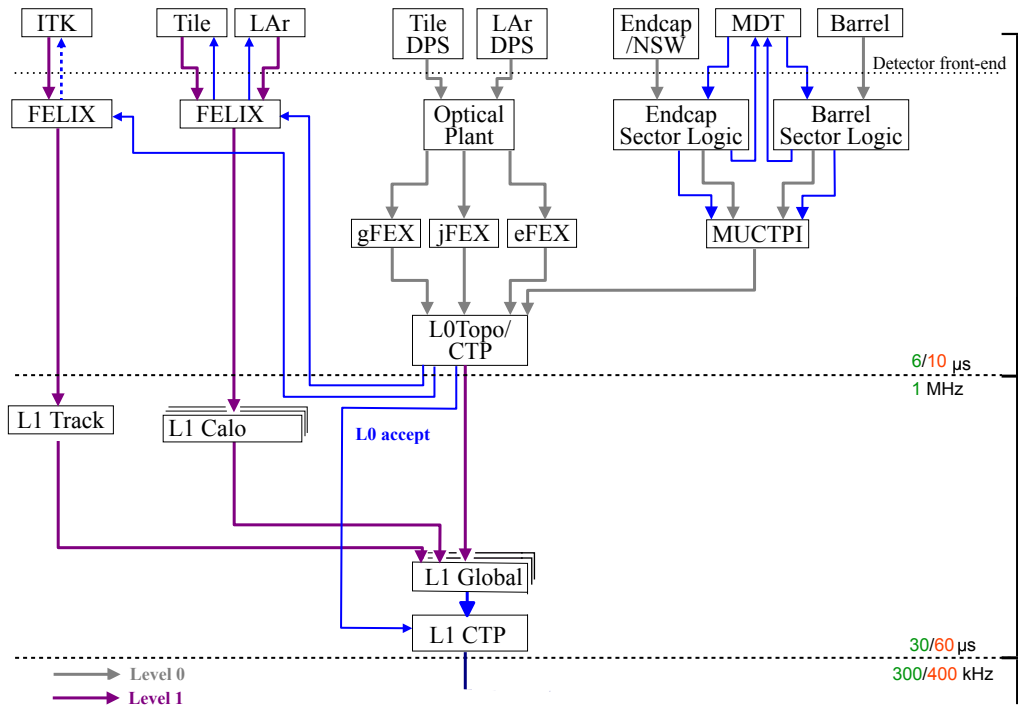 ITK
Tile
LAr
Tile
DPS
LAr
DPS
Endcap
/NSW
MDT
Barrel
Detector front-end
FELIX
FELIX
Optical
Plant
Endcap
Sector Logic
Barrel
Sector Logic
gFEX
jFEX
eFEX
MUCTPI
L0Topo/
CTP
6/10 µs
1 MHz
L1 Track
L1 Calo
L0 accept
L1 Global
L1 CTP
30/60 µs
300/400 kHz
Level 0
Level 1